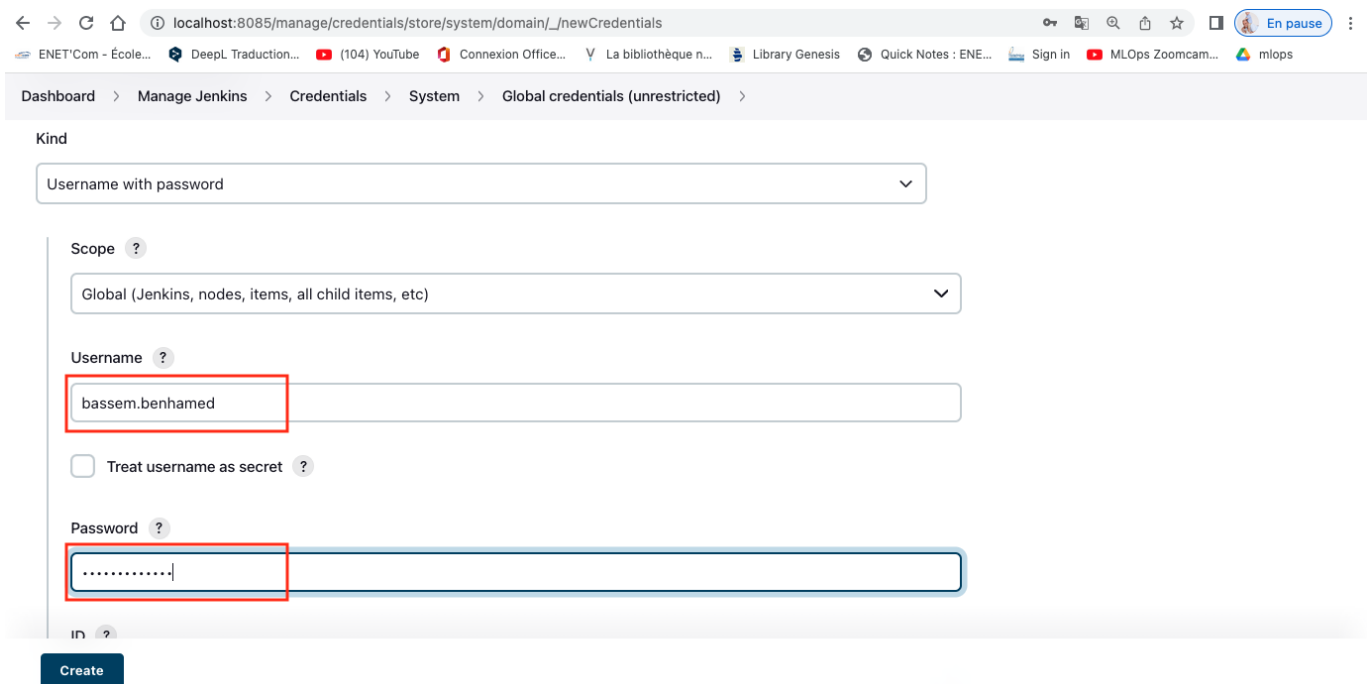 localhost:8085/manage/credentials/store/system/domain/_/newCredentials En pause
ENET'Com - École... DeepL Traduction... (104) YouTube Connexion Office... La bibliothèque n... Library Genesis Quick Notes : ENE... Sign in MLOps Zoomcam... mlops
Dashboard > Manage Jenkins > Credentials > System > Global credentials (unrestricted) >
Kind
Username with password
Scope ?
Global (Jenkins, nodes, items, all child items, etc)
Username ?
bassem.benhamed
Treat username as secret ?
Password ?
•••••••••••••
ID ?
Create